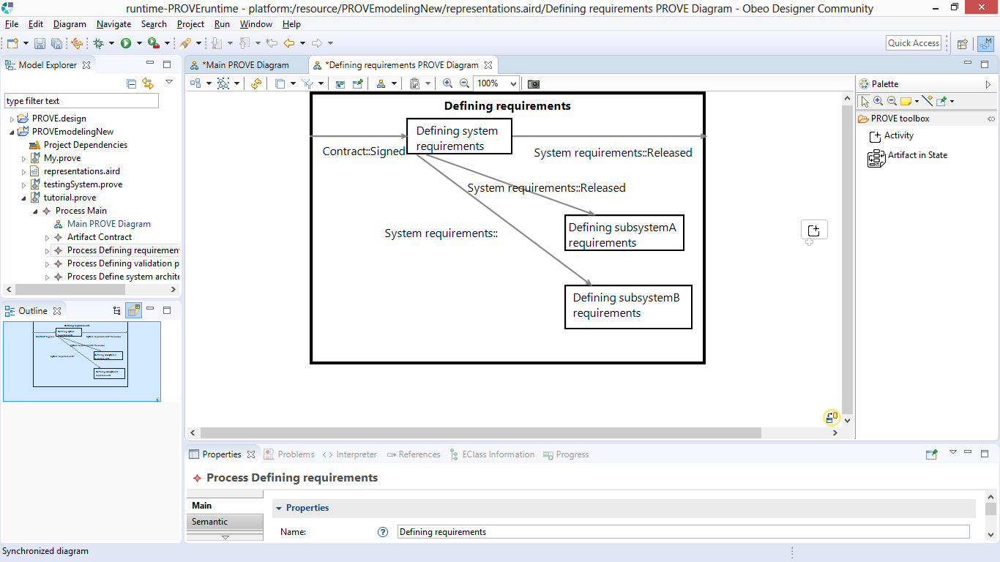 runtime-PROVEruntime - platform:/resource/PROVEmodelingNew/representations.aird/Defining requirements PROVE Diagram - Obeo Designer Community
File Edit Diagram Navigate Search Project Run Window Help
Quick Access
Model Explorer
type filter text
PROVE.design
PROVEmodelingNew
Project Dependencies
My.prove
representations.aird
testingSystem.prove
tutorial.prove
Process Main
Main PROVE Diagram
Artifact Contract
Process Defining requirement
Process Defining validation p
Process Define system archite
Outline
*Main PROVE Diagram
*Defining requirements PROVE Diagram
100%
Defining requirements
Defining system
requirements
Contract::Signed
System requirements::Released
System requirements::Released
Defining subsystemA
requirements
System requirements::
Defining subsystemB
requirements
Palette
PROVE toolbox
Activity
Artifact in State
Properties Problems Interpreter References EClass Information Progress
Process Defining requirements
Main
Semantic
Properties
Name:
Defining requirements
Synchronized diagram